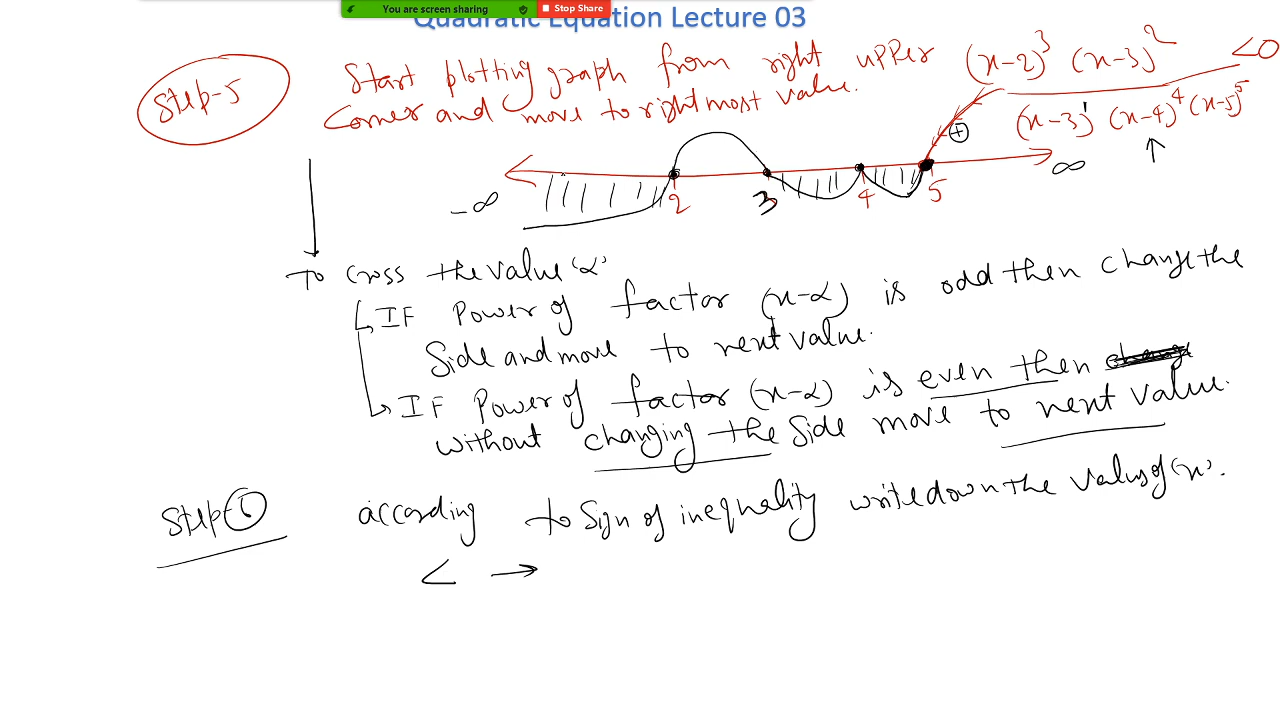 You are screen sharing Stop Share
Quadratic Equation Lecture 03
Step-5
Start plotting graph from right upper
Corner and move to right most value.
(x-2)³ (x-3)² <0
(x-3)¹ (x-4)⁴ (x-5)⁵
+
-∞ 2 3 4 5 ∞
To Cross the value 'α'
IF Power of factor (x-α) is odd then change the
Side and move to next value.
IF Power of factor (x-α) is even then
without changing the Side move to next value.
Step 6
according to Sign of inequality write down the values of 'x'.
< →